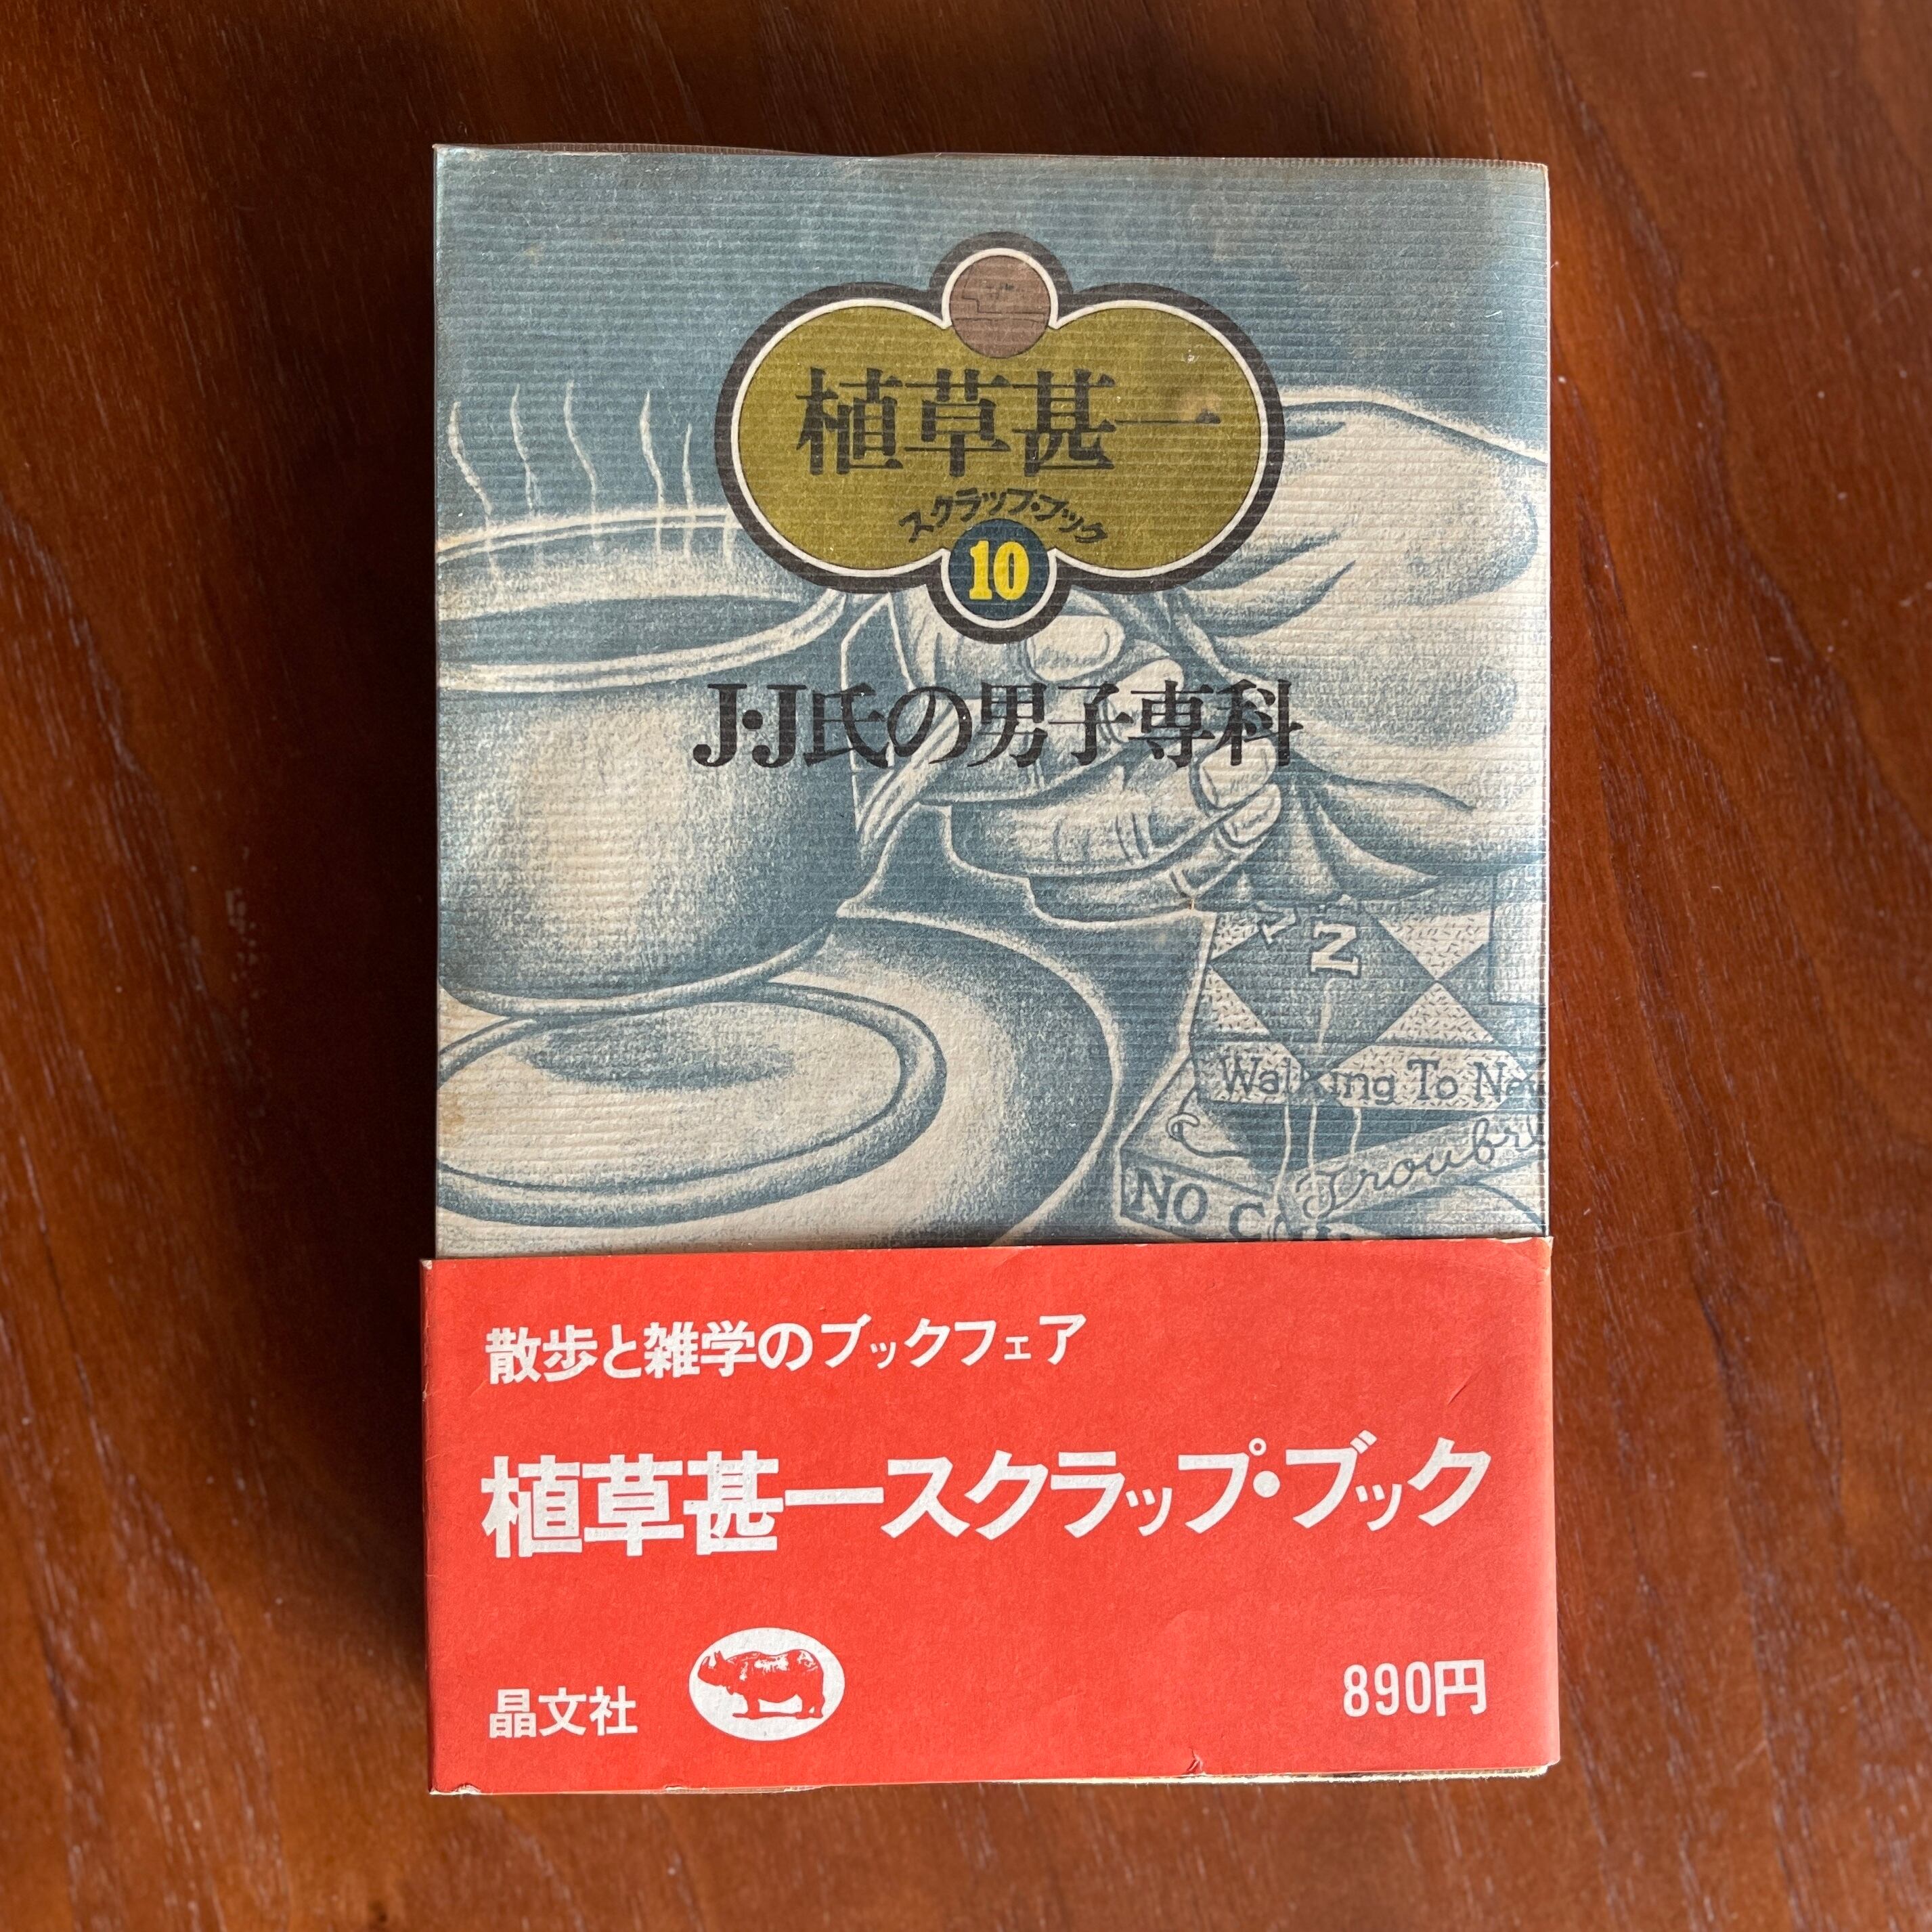 植草甚一
スクラップ・ブック
10
J・J氏の男子専科
N
Walking To
NO
散歩と雑学のブックフェア
植草甚一スクラップ・ブック
晶文社
890円